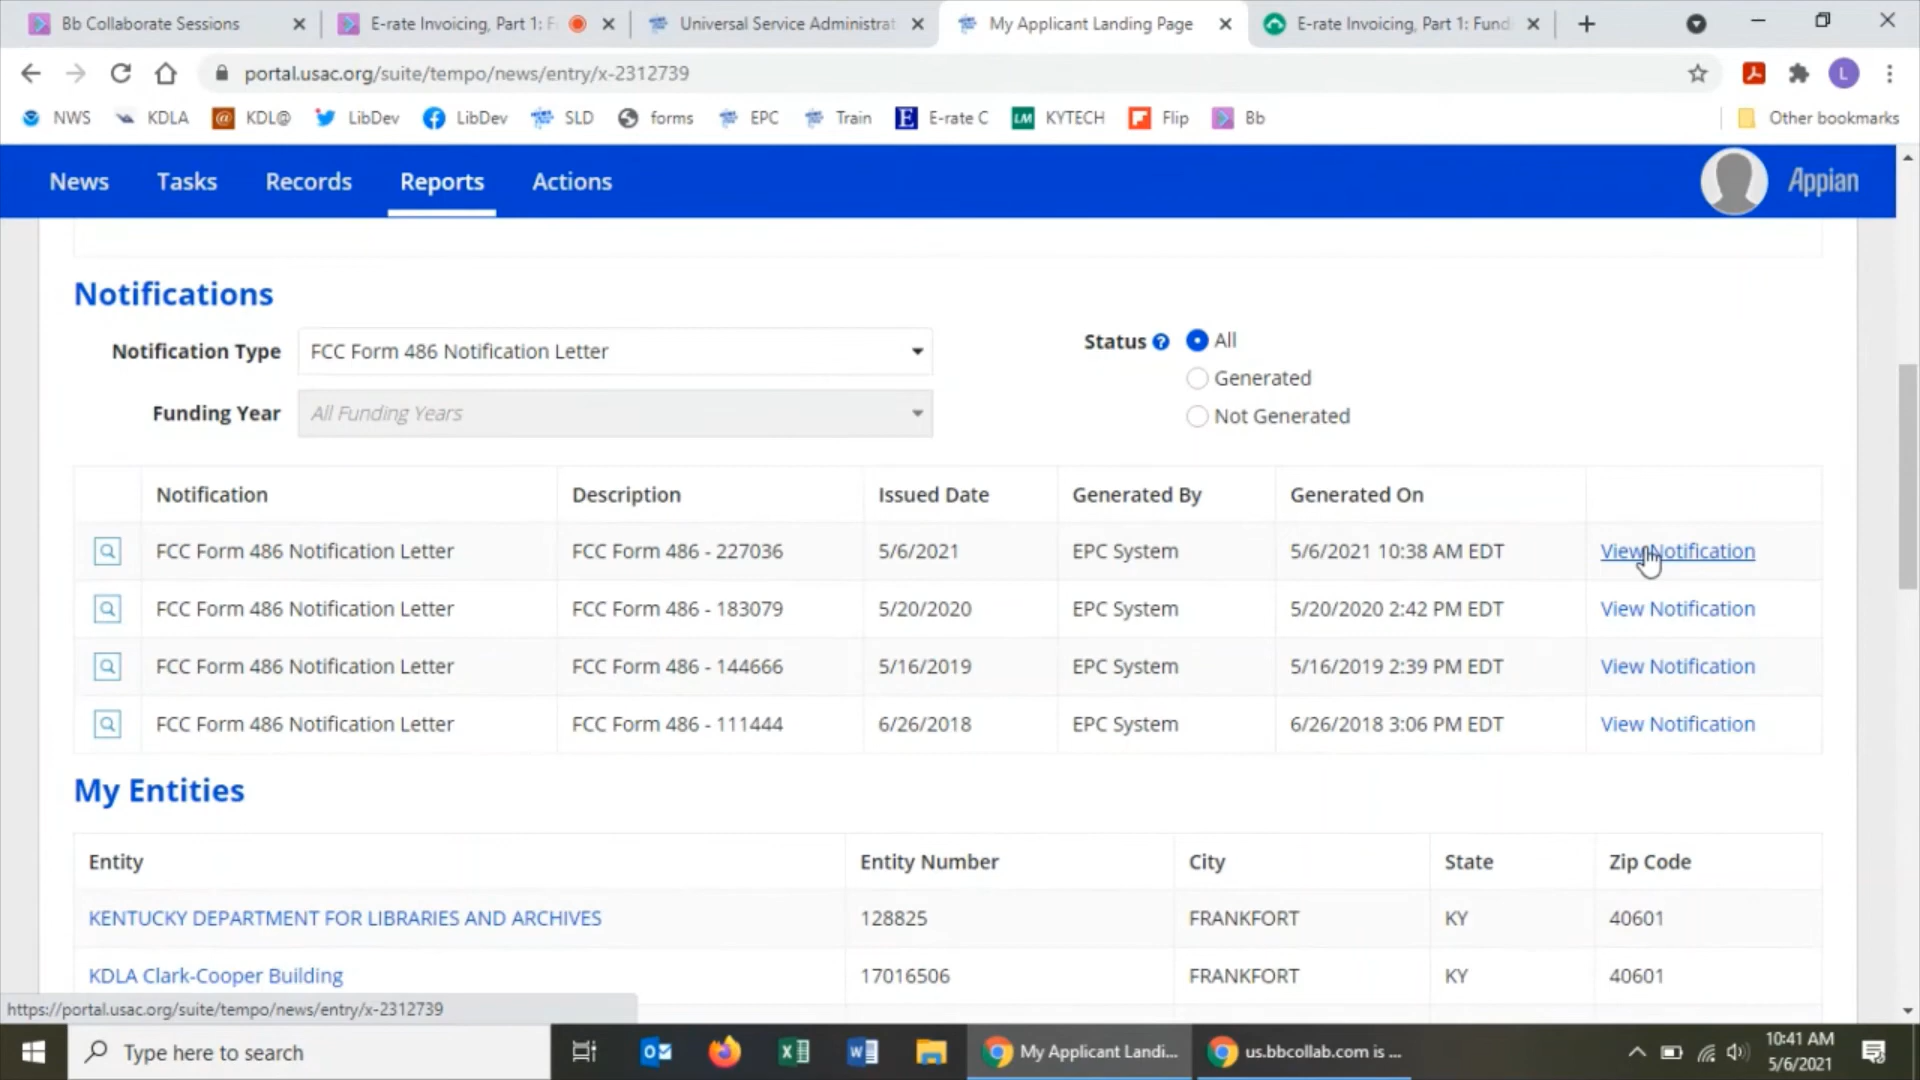 Bb Collaborate Sessions
E-rate Invoicing, Part 1: F
Universal Service Administrat
My Applicant Landing Page
E-rate Invoicing, Part 1: Fund
portal.usac.org/suite/tempo/news/entry/x-2312739
L
NWS KDLA KDL@ LibDev LibDev SLD forms EPC Train E-rate C KYTECH Flip Bb Other bookmarks
News Tasks Records Reports Actions Appian
Notifications
Notification Type FCC Form 486 Notification Letter
Status ? All
Generated
Funding Year All Funding Years
Not Generated
Notification Description Issued Date Generated By Generated On
FCC Form 486 Notification Letter FCC Form 486 - 227036 5/6/2021 EPC System 5/6/2021 10:38 AM EDT View Notification
FCC Form 486 Notification Letter FCC Form 486 - 183079 5/20/2020 EPC System 5/20/2020 2:42 PM EDT View Notification
FCC Form 486 Notification Letter FCC Form 486 - 144666 5/16/2019 EPC System 5/16/2019 2:39 PM EDT View Notification
FCC Form 486 Notification Letter FCC Form 486 - 111444 6/26/2018 EPC System 6/26/2018 3:06 PM EDT View Notification
My Entities
Entity Entity Number City State Zip Code
KENTUCKY DEPARTMENT FOR LIBRARIES AND ARCHIVES 128825 FRANKFORT KY 40601
KDLA Clark-Cooper Building 17016506 FRANKFORT KY 40601
https://portal.usac.org/suite/tempo/news/entry/x-2312739
Type here to search
My Applicant Landi...
us.bbcollab.com is ...
10:41 AM
5/6/2021